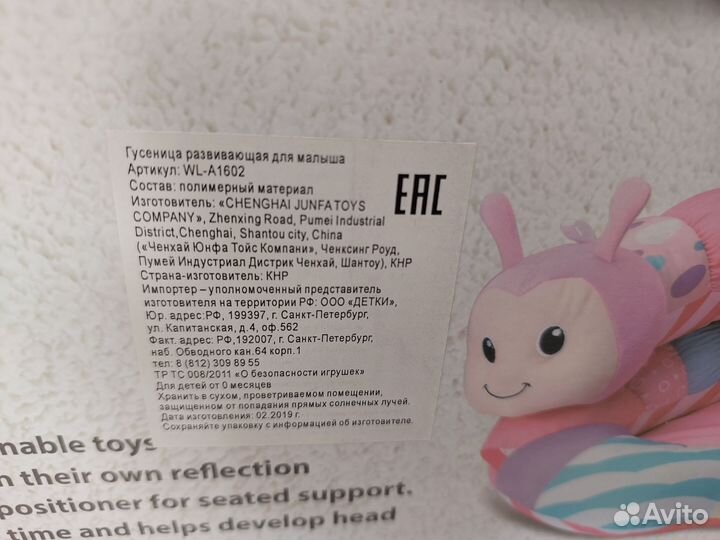 Гусеница развивающая для малыша
Артикул: WL-A1602
Состав: полимерный материал
Изготовитель: «CHENGHAI JUNFATOYS
COMPANY», Zhenxing Road, Pumei Industrial
District,Chenghai, Shantou city, China
(«Ченхай Юнфа Тойс Компани», Ченксинг Роуд,
Пумей Индустриал Дистрик Ченхай, Шантоу), КНР
Страна-изготовитель: КНР
Импортер –уполномоченный представитель
изготовителя на территории РФ: ООО «ДЕТКИ»,
Юр. адрес:РФ, 199397, г. Санкт-Петербург,
ул. Капитанская, д.4, оф.562
Факт. адрес: РФ,192007, г. Санкт-Петербург,
наб. Обводного кан.64 корп.1
тел: 8 (812) 309 89 55
ТР ТС 008/2011 «О безопасности игрушек»
Для детей от 0 месяцев
Хранить в сухом, проветриваемом помещении,
защищенном от попадания прямых солнечных лучей.
Дата изготовления: 02.2019 г.
Сохраняйте упаковку с информацией об изготовителе.
EAC
nable toys
n their own reflection
positioner for seated support.
time and helps develop head
Avito